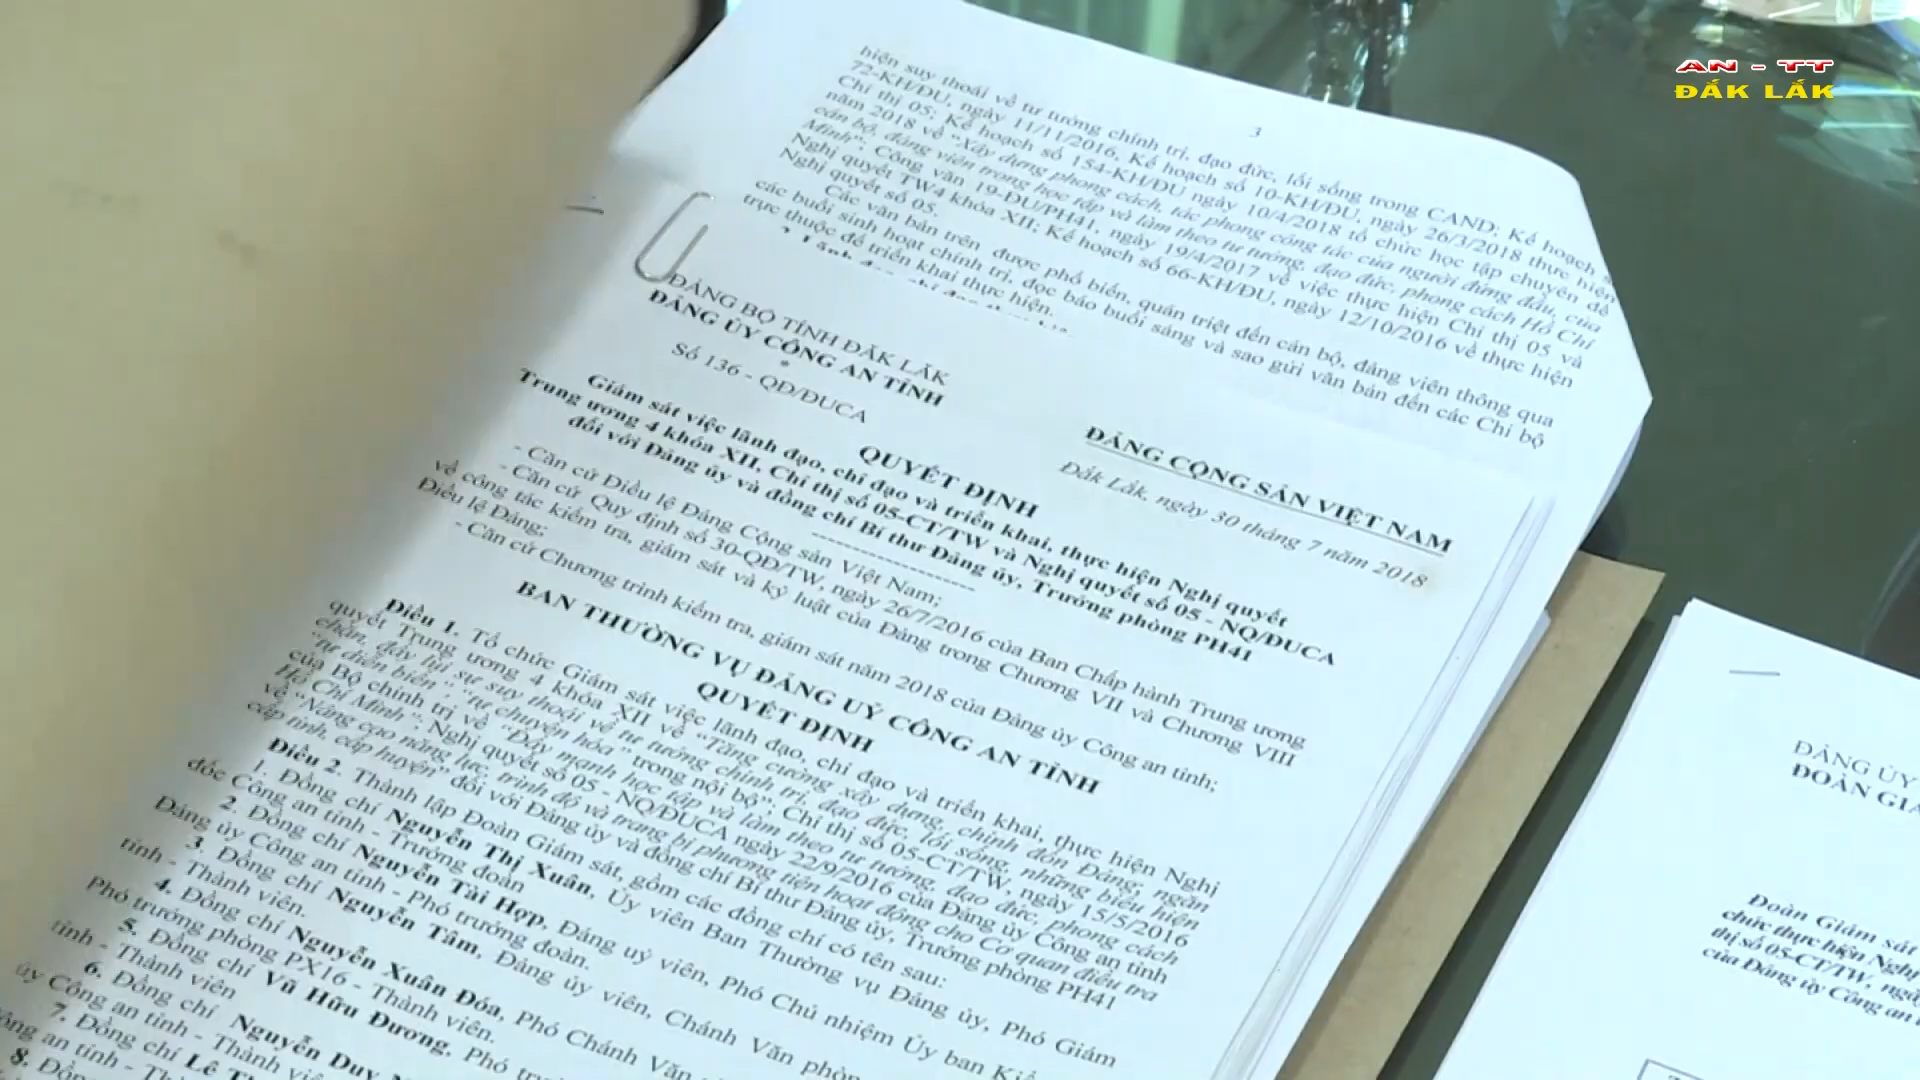 AN - TT
ĐẮK LẮK
3
hiện suy thoái về tư tưởng chính trị, đạo đức, lối sống trong CAND; Kế hoạch
72-KH/ĐU, ngày 11/11/2016, Kế hoạch số 10-KH/ĐU, ngày 26/3/2018 thực hiện
Chỉ thị 05; Kế hoạch số 154-KH/ĐU ngày 10/4/2018 tổ chức học tập chuyên đề
năm 2018 về "Xây dựng phong cách, tác phong công tác của người đứng đầu, của
cán bộ, đảng viên trong học tập và làm theo tư tưởng, đạo đức, phong cách Hồ Chí
Minh"; Công văn 19-ĐU/PH41, ngày 19/4/2017 về việc thực hiện Chỉ thị 05 và
Nghị quyết TW4 khóa XII; Kế hoạch số 66-KH/ĐU, ngày 12/10/2016 về thực hiện
Nghị quyết số 05.
Các văn bản trên được phổ biến, quán triệt đến cán bộ, đảng viên thông qua
các buổi sinh hoạt chính trị, đọc báo buổi sáng và sao gửi văn bản đến các Chi bộ
trực thuộc để triển khai thực hiện.
ĐẢNG BỘ TỈNH ĐĂK LĂK
ĐẢNG ỦY CÔNG AN TỈNH
*
Số 136 - QĐ/ĐUCA
ĐẢNG CỘNG SẢN VIỆT NAM
Đắk Lắk, ngày 30 tháng 7 năm 2018
QUYẾT ĐỊNH
Giám sát việc lãnh đạo, chỉ đạo và triển khai, thực hiện Nghị quyết
Trung ương 4 khóa XII, Chỉ thị số 05-CT/TW và Nghị quyết số 05 - NQ/ĐUCA
đối với Đảng ủy và đồng chí Bí thư Đảng ủy, Trưởng phòng PH41
---------------------
- Căn cứ Điều lệ Đảng Cộng sản Việt Nam;
- Căn cứ Quy định số 30-QĐ/TW, ngày 26/7/2016 của Ban Chấp hành Trung ương
về công tác kiểm tra, giám sát và kỷ luật của Đảng trong Chương VII và Chương VIII
Điều lệ Đảng;
- Căn cứ Chương trình kiểm tra, giám sát năm 2018 của Đảng ủy Công an tỉnh;
BAN THƯỜNG VỤ ĐẢNG UỶ CÔNG AN TỈNH
QUYẾT ĐỊNH
Điều 1. Tổ chức Giám sát việc lãnh đạo, chỉ đạo và triển khai, thực hiện Nghị
quyết Trung ương 4 khóa XII về "Tăng cường xây dựng, chỉnh đốn Đảng; ngăn
chặn, đẩy lùi sự suy thoái về tư tưởng chính trị, đạo đức, lối sống, những biểu hiện
"tự diễn biến", "tự chuyển hóa" trong nội bộ"; Chỉ thị số 05-CT/TW, ngày 15/5/2016
của Bộ chính trị về "Đẩy mạnh học tập và làm theo tư tưởng, đạo đức, phong cách
Hồ Chí Minh"; Nghị quyết số 05 - NQ/ĐUCA ngày 22/9/2016 của Đảng ủy Công an tỉnh
về "Nâng cao năng lực, trình độ và trang bị phương tiện hoạt động cho Cơ quan điều tra
cấp tỉnh, cấp huyện" đối với Đảng ủy và đồng chí Bí thư Đảng ủy, Trưởng phòng PH41
Điều 2. Thành lập Đoàn Giám sát, gồm các đồng chí có tên sau:
1. Đồng chí Nguyễn Thị Xuân, Ủy viên Ban Thường vụ Đảng ủy, Phó Giám
đốc Công an tỉnh - Trưởng đoàn
2. Đồng chí Nguyễn Tài Hợp, Đảng uỷ viên, Phó Chủ nhiệm Ủy ban
Đảng ủy Công an tỉnh - Phó trưởng đoàn.
3. Đồng chí Nguyễn Tâm, Đảng ủy viên, Chánh Văn
tỉnh - Thành viên.
4. Đồng chí Nguyễn Xuân Đóa, Phó Chánh Văn
Phó trưởng phòng PX16 - Thành viên.
5. Đồng chí Vũ Hữu Dương, Phó
tỉnh - Thành viên
6. Đồng chí Nguyễn Duy
ủy Công an tỉnh - Thành
7. Đồng chí Lê
8.
ĐẢNG ỦY
ĐOÀN
Đoàn Giám sát
chức thực hiện Nghị
thị số 05-CT/TW,
của Đảng ủy Công an